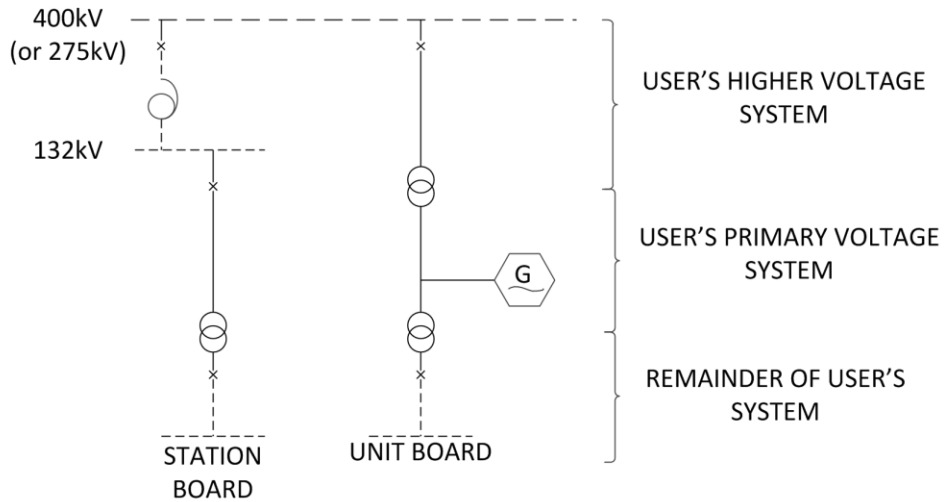 400kV
(or 275kV)
132kV
USER’S HIGHER VOLTAGE
SYSTEM
USER’S PRIMARY VOLTAGE
SYSTEM
G
REMAINDER OF USER’S
SYSTEM
STATION
BOARD
UNIT BOARD